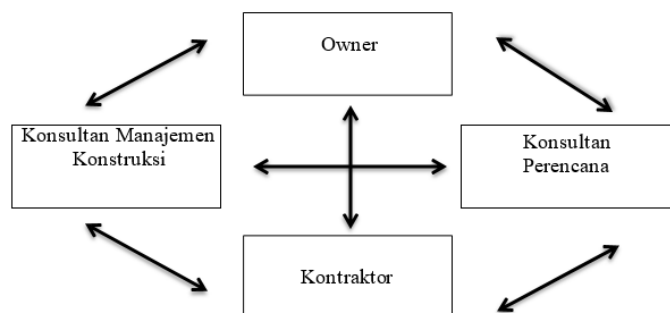 Owner
Konsultan Manajemen
Konstruksi
Konsultan
Perencana
Kontraktor